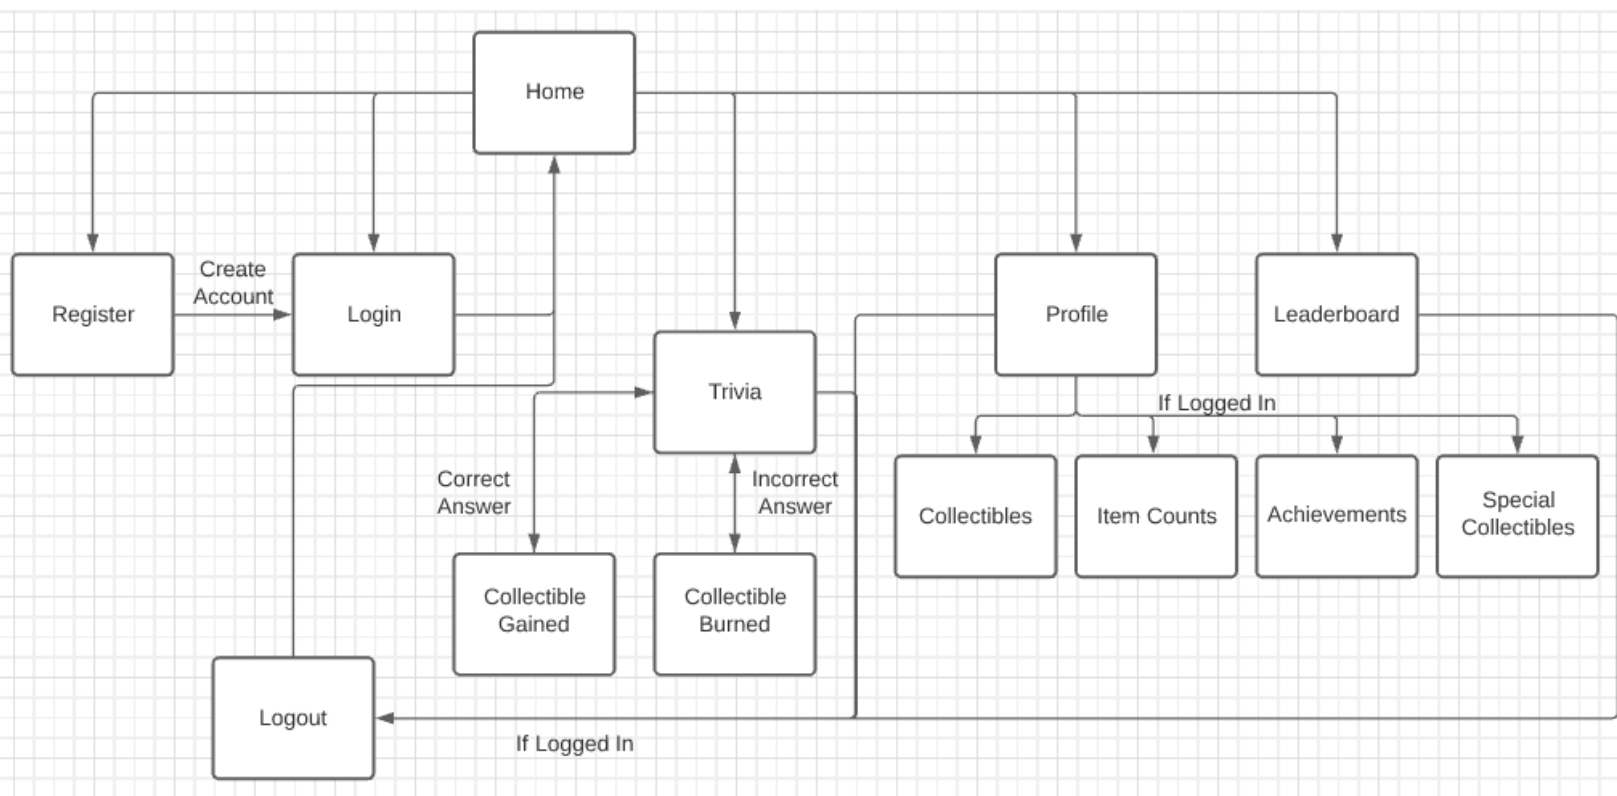 Home
Register
Create
Account
Login
Trivia
Profile
Leaderboard
If Logged In
Correct
Answer
Incorrect
Answer
Collectibles
Item Counts
Achievements
Special
Collectibles
Collectible
Gained
Collectible
Burned
Logout
If Logged In